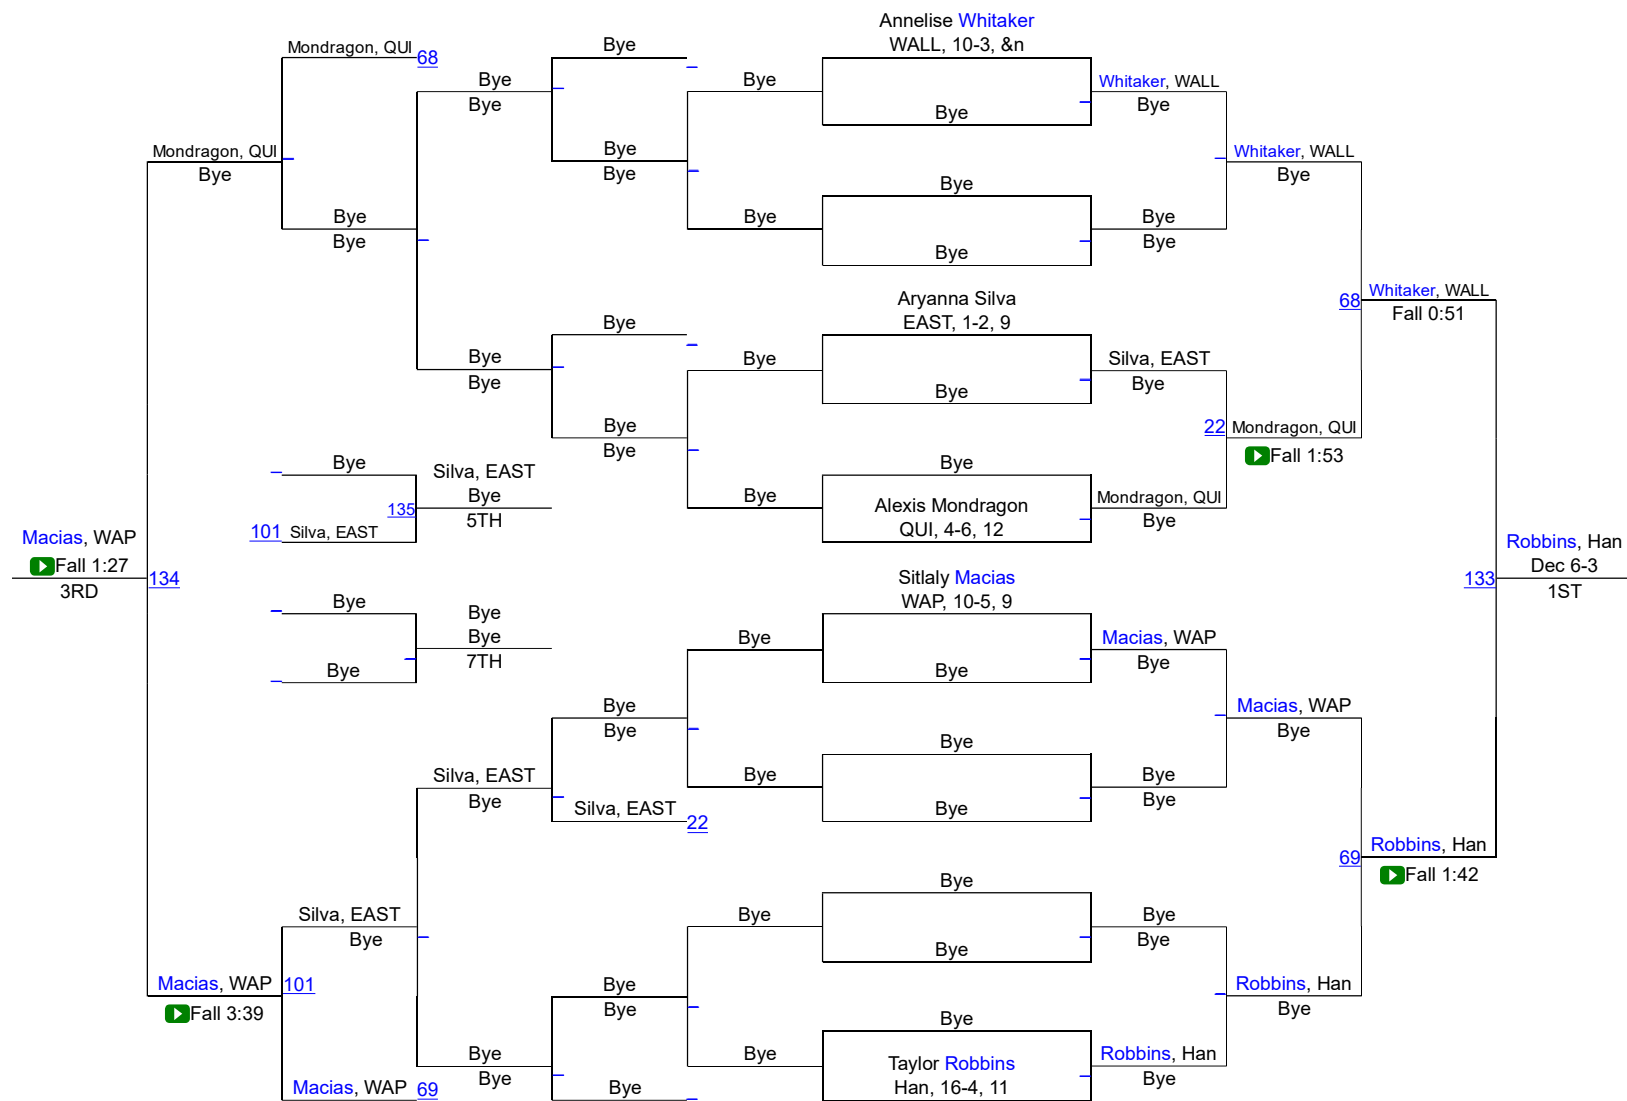 Annelise Whitaker
WALL, 10-3, &n
Mondragon, QUI
68
Bye
Bye
Bye
Bye
Whitaker, WALL
Bye
Bye
Mondragon, QUI
Bye
Bye
Bye
Whitaker, WALL
Bye
Bye
Bye
Bye
Bye
Bye
Bye
Bye
Bye
Aryanna Silva
EAST, 1-2, 9
68
Whitaker, WALL
Fall 0:51
Bye
Bye
Bye
Bye
Silva, EAST
Bye
Bye
Bye
Bye
22
Mondragon, QUI
Fall 1:53
Bye
Silva, EAST
Bye
5TH
135
101
Silva, EAST
Bye
Bye
Alexis Mondragon
QUI, 4-6, 12
Mondragon, QUI
Bye
Macias, WAP
Fall 1:27
3RD
134
Robbins, Han
Dec 6-3
1ST
133
Sitlaly Macias
WAP, 10-5, 9
Bye
Bye
Bye
7TH
Bye
Bye
Bye
Macias, WAP
Bye
Bye
Bye
Macias, WAP
Bye
Silva, EAST
Bye
Silva, EAST
22
Bye
Bye
Bye
Bye
Bye
69
Robbins, Han
Fall 1:42
Silva, EAST
Bye
Bye
Bye
Bye
Bye
Bye
Macias, WAP
101
Fall 3:39
Bye
Bye
Robbins, Han
Bye
Bye
Bye
Bye
Bye
Taylor Robbins
Han, 16-4, 11
Robbins, Han
Bye
Macias, WAP
69
Bye